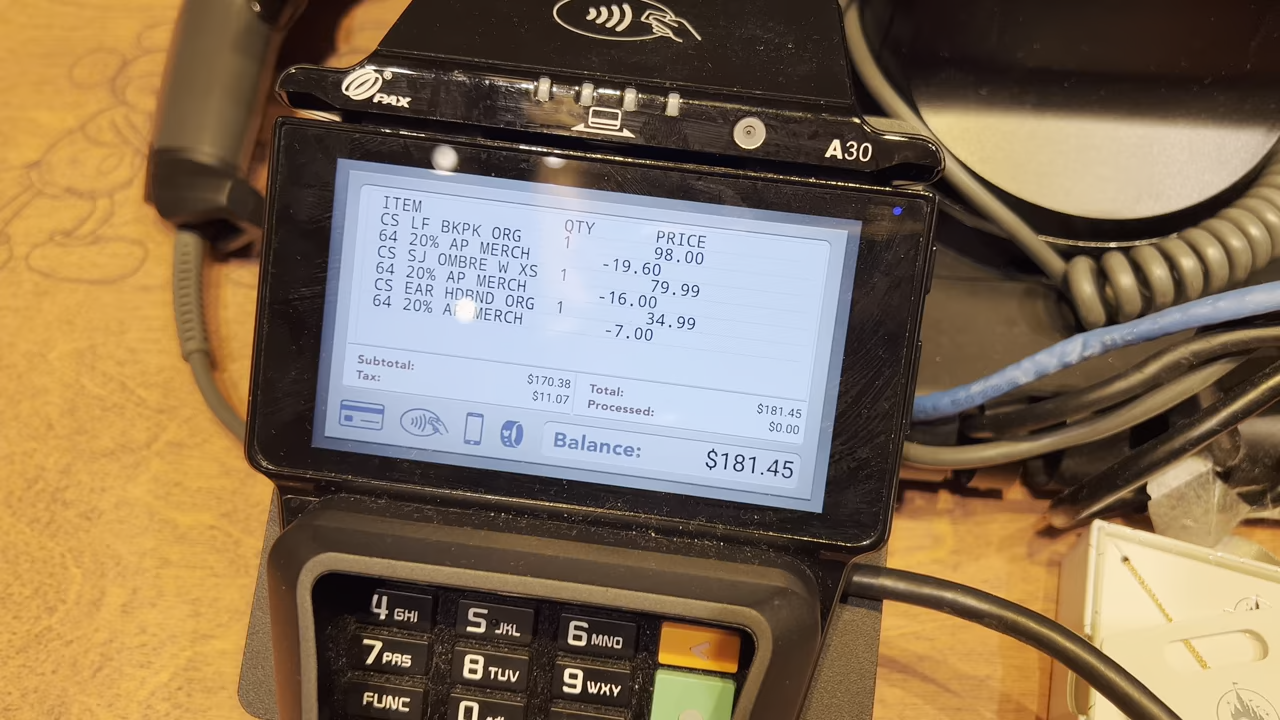 PAX
A30
ITEM QTY PRICE
CS LF BKPK ORG 1 98.00
64 20% AP MERCH -19.60
CS SJ OMBRE W XS 1 79.99
64 20% AP MERCH -16.00
CS EAR HDBND ORG 1 34.99
64 20% AP MERCH -7.00
Subtotal: $170.38 Total: $181.45
Tax: $11.07 Processed: $0.00
Balance: $181.45
4 GHI 5 JKL 6 MNO <
7 PRS 8 TUV 9 WXY
FUNC 0